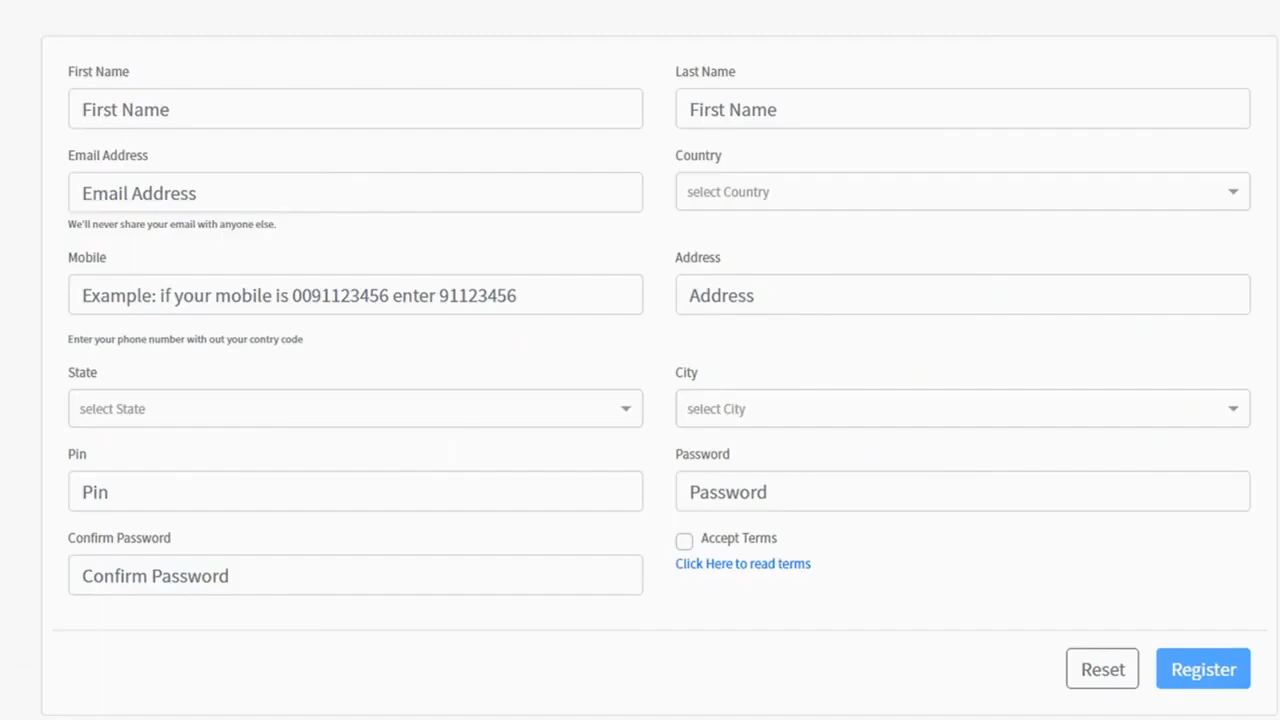 First Name
Last Name
First Name
First Name
Email Address
Country
Email Address
select Country
We'll never share your email with anyone else.
Mobile
Address
Example: if your mobile is 0091123456 enter 91123456
Address
Enter your phone number with out your contry code
State
City
select State
select City
Pin
Password
Pin
Password
Confirm Password
Accept Terms
Click Here to read terms
Confirm Password
Reset
Register